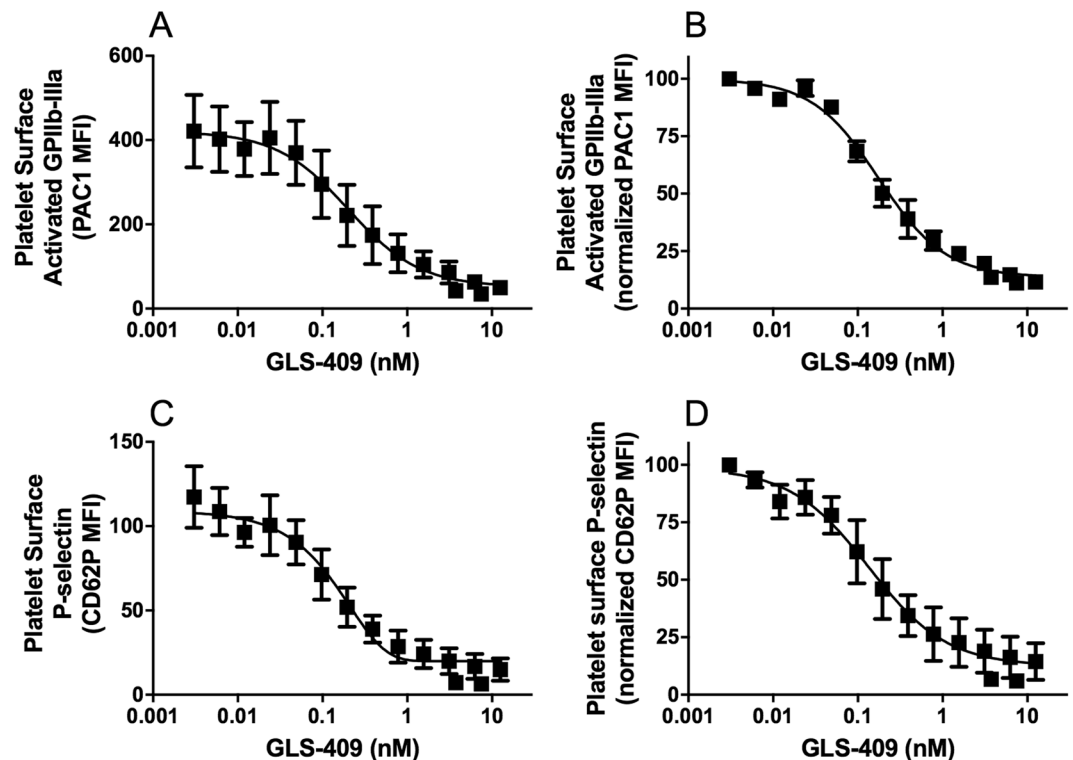 A
Platelet Surface
Activated GPIIb-IIIa
(PAC1 MFI)
600
400
200
0
0.001 0.01 0.1 1 10
GLS-409 (nM)
B
Platelet Surface
Activated GPIIb-IIIa
(normalized PAC1 MFI)
100
75
50
25
0
0.001 0.01 0.1 1 10
GLS-409 (nM)
C
Platelet Surface
P-selectin
(CD62P MFI)
150
100
50
0
0.001 0.01 0.1 1 10
GLS-409 (nM)
D
Platelet surface P-selectin
(normalized CD62P MFI)
100
75
50
25
0
0.001 0.01 0.1 1 10
GLS-409 (nM)